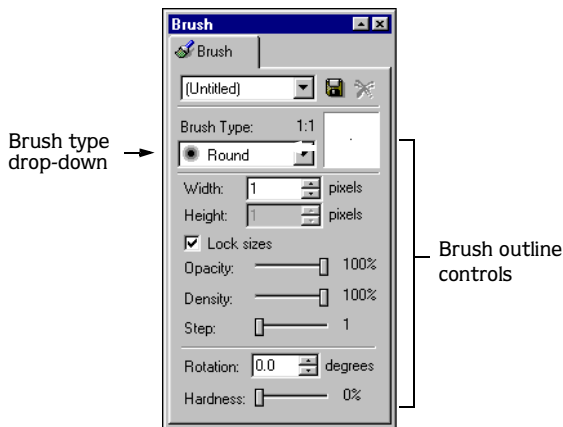 Brush
Brush
(Untitled)
Brush Type: 1:1
Round
Width: 1 pixels
Height: 1 pixels
Lock sizes
Opacity: 100%
Density: 100%
Step: 1
Rotation: 0.0 degrees
Hardness: 0%
Brush type
drop-down
Brush outline
controls